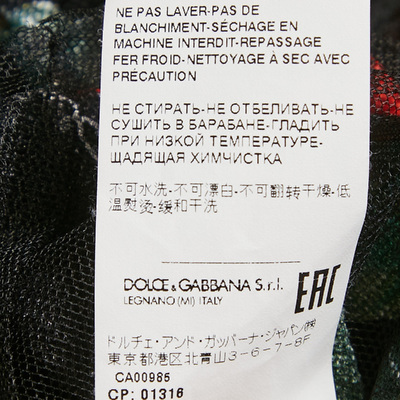 NE PAS LAVER-PAS DE
BLANCHIMENT-SÉCHAGE EN
MACHINE INTERDIT-REPASSAGE
FER FROID-NETTOYAGE À SEC AVEC
PRÉCAUTION
НЕ СТИРАТЬ-НЕ ОТБЕЛИВАТЬ-НЕ
СУШИТЬ В БАРАБАНЕ-ГЛАДИТЬ
ПРИ НИЗКОЙ ТЕМПЕРАТУРЕ-
ЩАДЯЩАЯ ХИМЧИСТКА
不可水洗-不可漂白-不可翻转干燥-低
温熨烫-缓和干洗
DOLCE & GABBANA S.r.l.
LEGNANO (MI) ITALY
EAC
ドルチェ・アンド・ガッバーナ・ジャパン㈱
東京都港区北青山3-6-7-8F
CA00985
CP: 01316